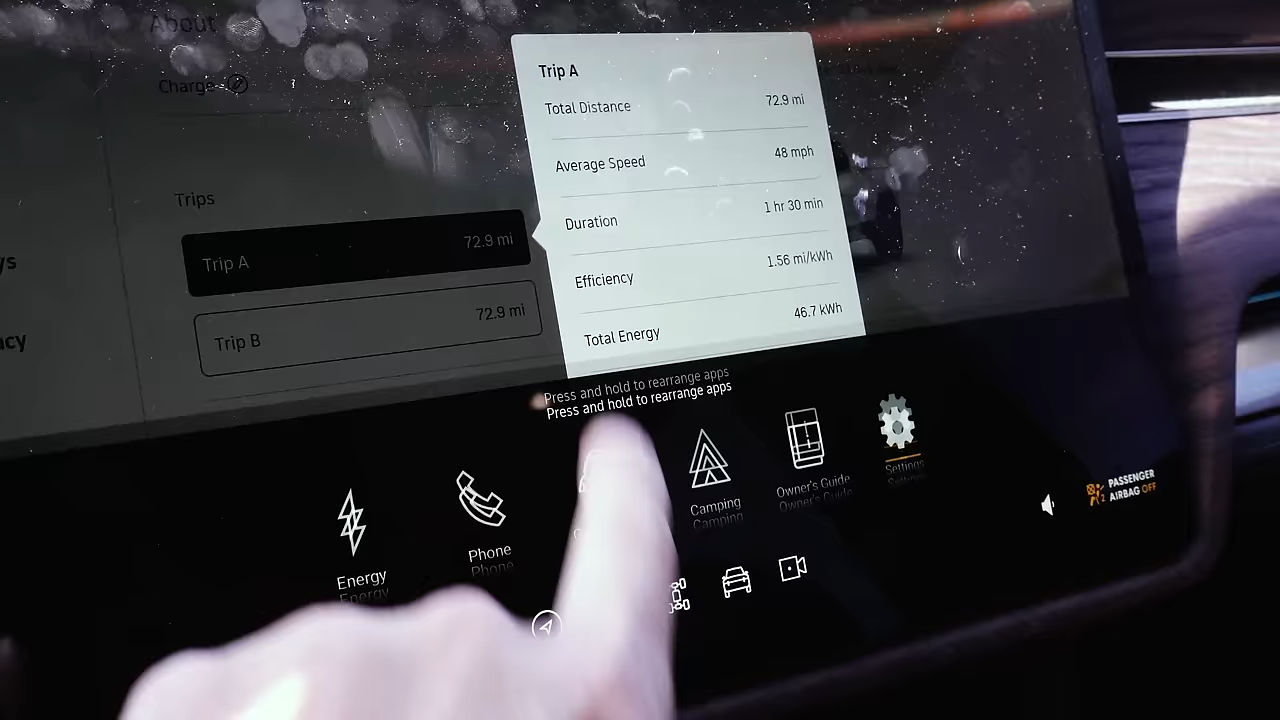 About
Charge
Trips
Trip A 72.9 mi
Trip B 72.9 mi
ys
cy
Trip A
Total Distance 72.9 mi
Average Speed 48 mph
Duration 1 hr 30 min
Efficiency 1.56 mi/kWh
Total Energy 46.7 kWh
Press and hold to rearrange apps
Press and hold to rearrange apps
Energy
Energy
Phone
Phone
Camping
Camping
Owner's Guide
Owner's Guide
Settings
Settings
PASSENGER
AIRBAG OFF